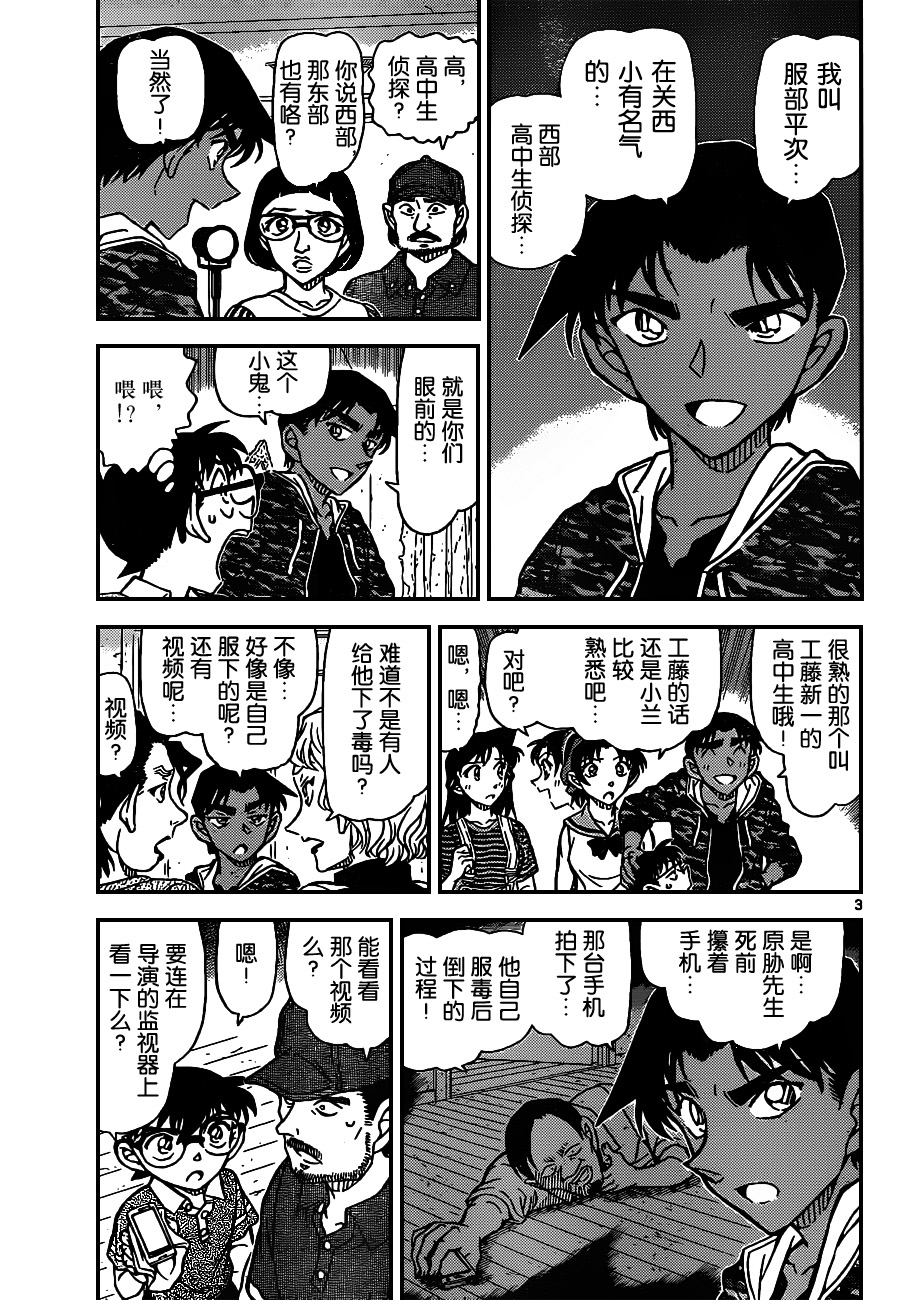 我叫
服部平次…
在关西
小有名气
的…
西部
高中生侦探…
高,
高中生
侦探?
你说西部
那东部
也有咯?
当然了!
就是你们
眼前的…
这个
小鬼…
喂,
喂!?
很熟的那个叫
工藤新一的
高中生哦!
工藤的话
还是小兰
比较
熟悉吧…
对吧?
嗯,嗯…
难道不是有人
给他下了毒吗?
不像…
好像是自己
服下的呢?
还有
视频呢…
视频?
3
是啊…
原胁先生
死前
攥着
手机…
那台手机
拍下了…
他自己
服毒后
倒下的
过程!
能看看
那个视频
么?
嗯!
要连在
导演的监视器上
看一下么?